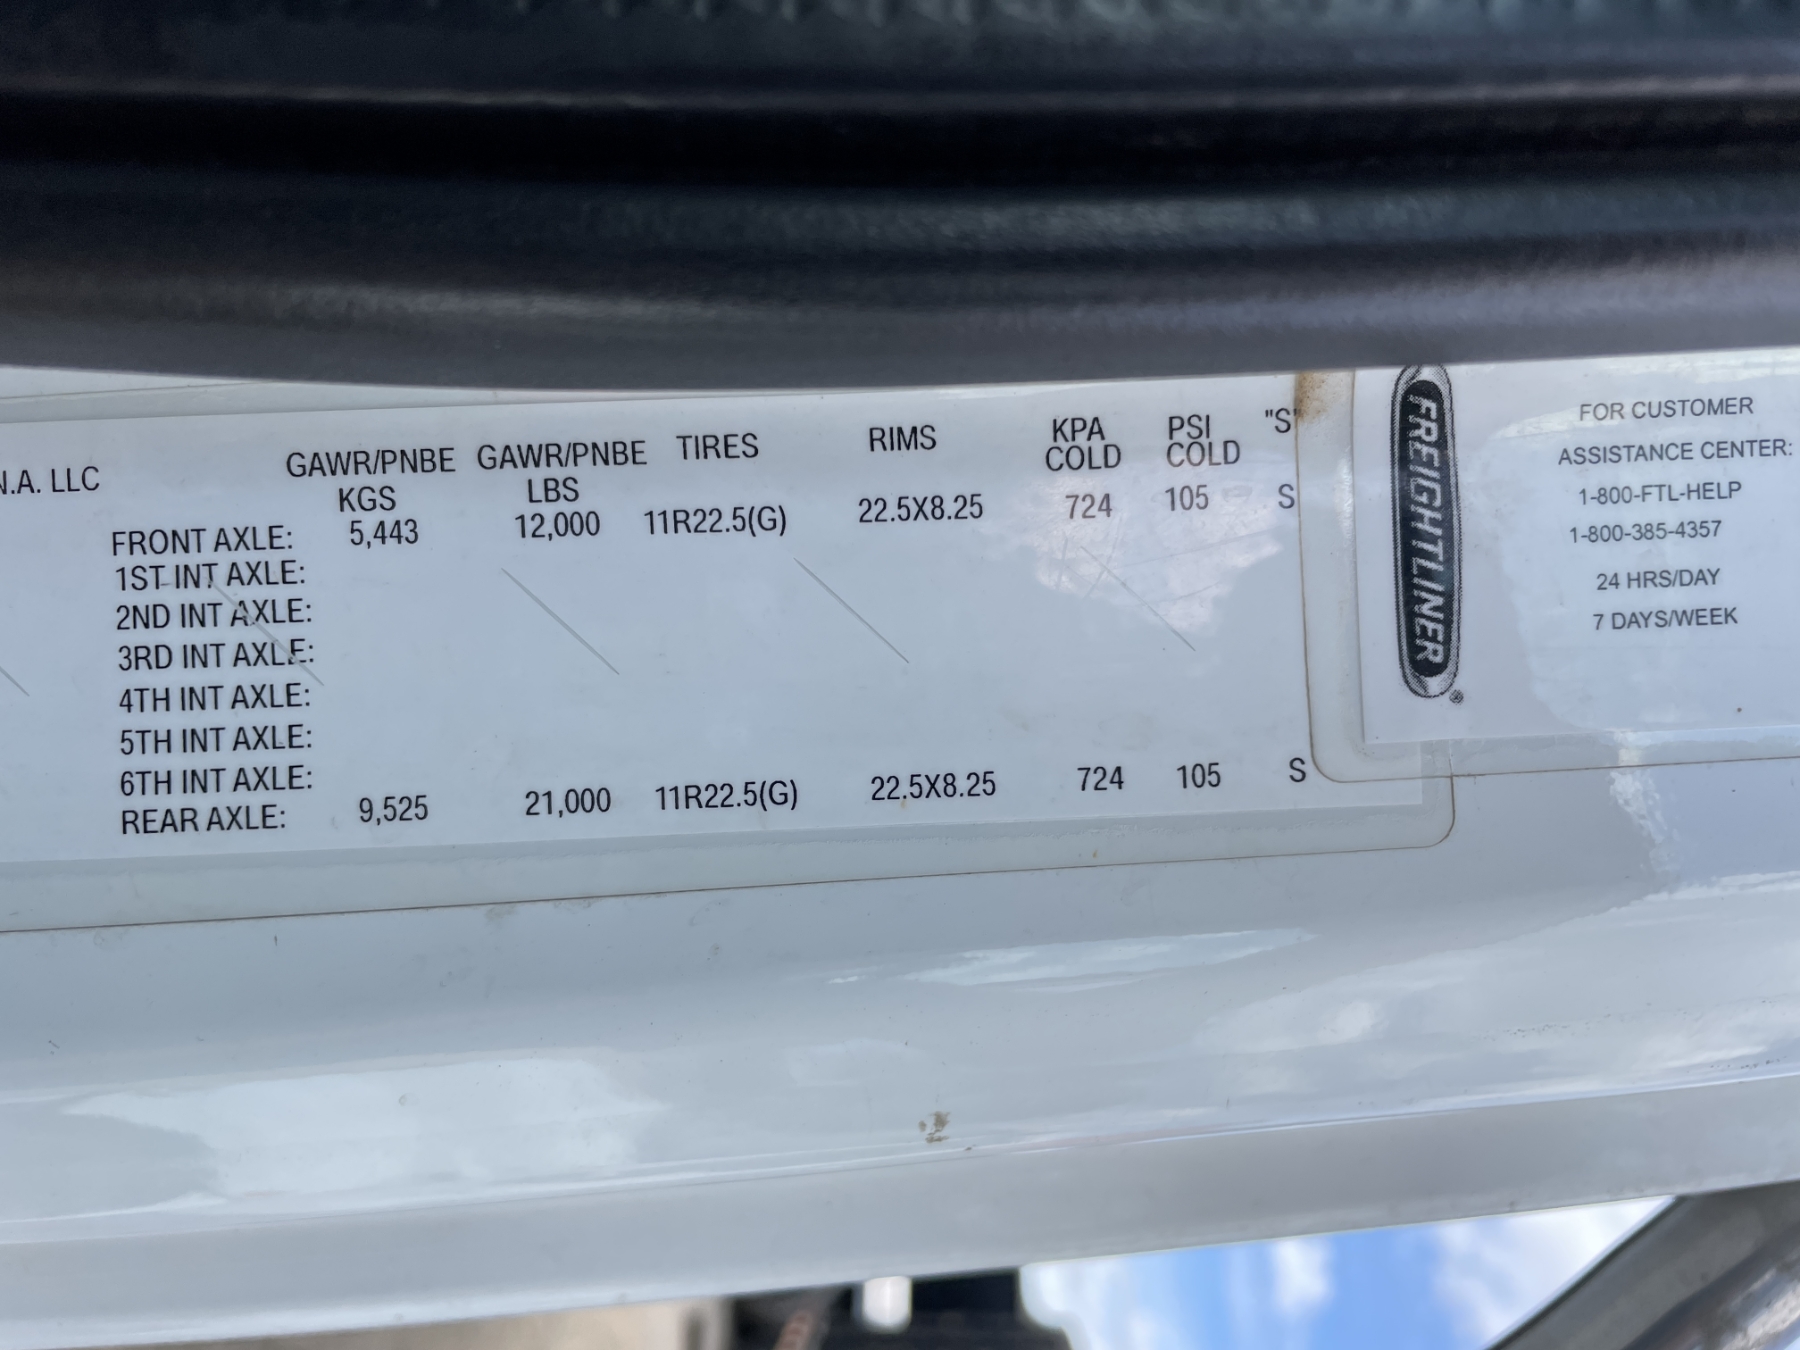 N.A. LLC
GAWR/PNBE GAWR/PNBE TIRES RIMS KPA PSI "S"
KGS LBS COLD COLD
FRONT AXLE: 5,443 12,000 11R22.5(G) 22.5X8.25 724 105 S
1ST INT AXLE:
2ND INT AXLE:
3RD INT AXLE:
4TH INT AXLE:
5TH INT AXLE:
6TH INT AXLE:
REAR AXLE: 9,525 21,000 11R22.5(G) 22.5X8.25 724 105 S
FREIGHTLINER®
FOR CUSTOMER
ASSISTANCE CENTER:
1-800-FTL-HELP
1-800-385-4357
24 HRS/DAY
7 DAYS/WEEK